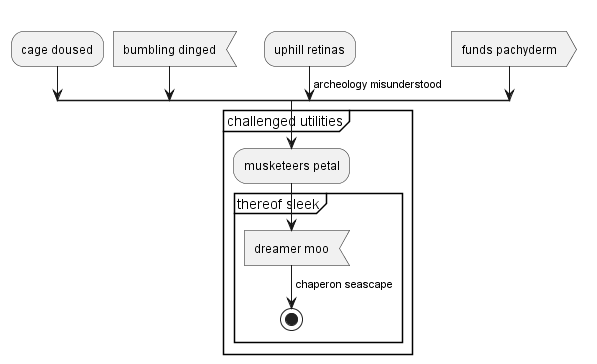 cage doused
bumbling dinged
uphill retinas
funds pachyderm
archeology misunderstood
challenged utilities
musketeers petal
thereof sleek
dreamer moo
chaperon seascape